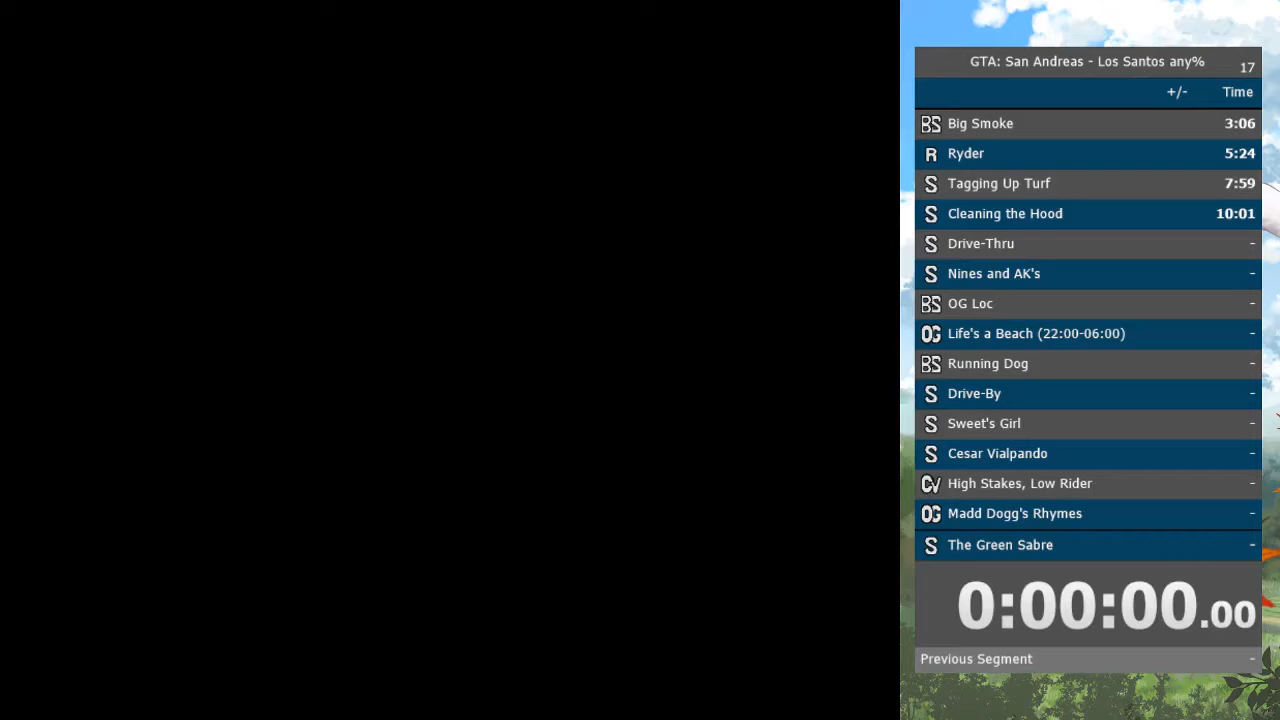 GTA: San Andreas - Los Santos any% 17
+/- Time
BS Big Smoke 3:06
R Ryder 5:24
S Tagging Up Turf 7:59
S Cleaning the Hood 10:01
S Drive-Thru -
S Nines and AK's -
BS OG Loc -
OG Life's a Beach (22:00-06:00) -
BS Running Dog -
S Drive-By -
S Sweet's Girl -
S Cesar Vialpando -
CV High Stakes, Low Rider -
OG Madd Dogg's Rhymes -
S The Green Sabre -
0:00:00.00
Previous Segment -